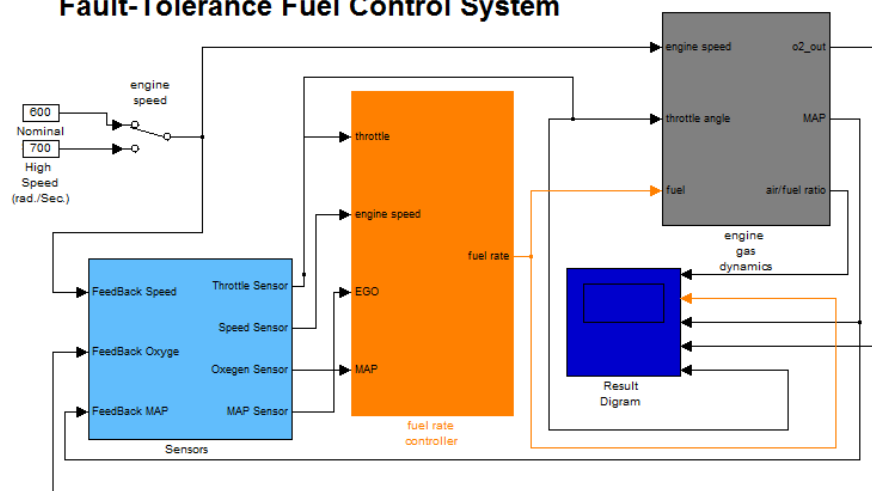 Fault-Tolerance Fuel Control System
engine
speed
600
Nominal
700
High
Speed
(rad./Sec.)
engine speed
throttle angle
fuel
o2_out
MAP
air/fuel ratio
engine
gas
dynamics
throttle
engine speed
EGO
MAP
fuel rate
fuel rate
controller
FeedBack Speed
FeedBack Oxyge
FeedBack MAP
Throttle Sensor
Speed Sensor
Oxegen Sensor
MAP Sensor
Sensors
Result
Digram